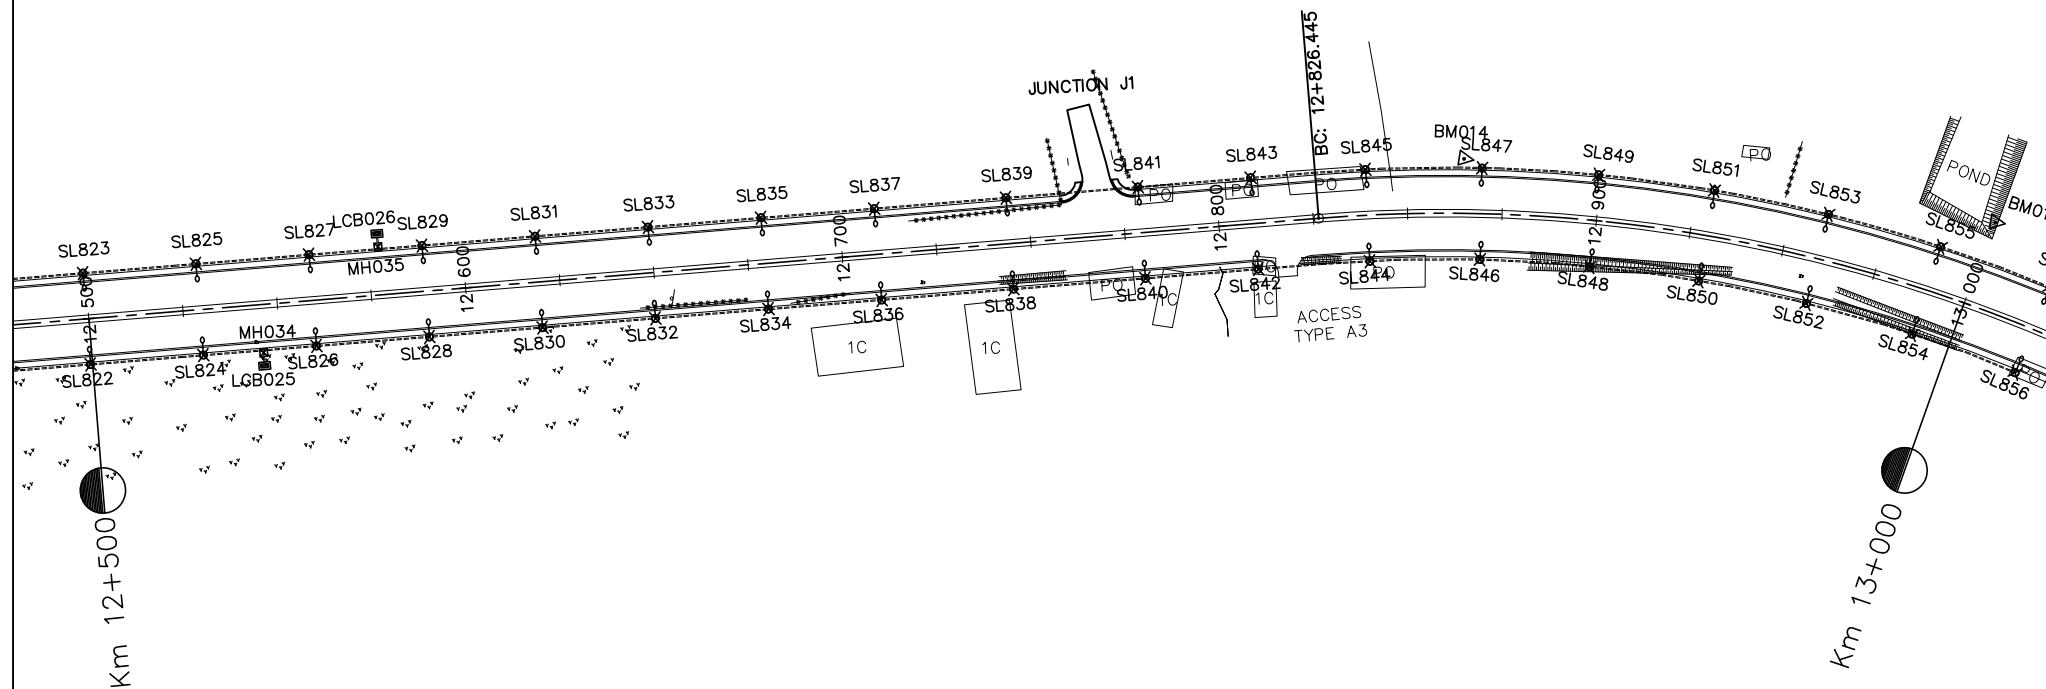 JUNCTION J1
BC: 12+826.445
SL823
SL825
SL827
LCB026
SL829
SL831
SL833
SL835
SL837
SL839
SL841
SL843
SL845
BM014
SL847
SL849
SL851
SL853
SL855
POND
MH035
PO
PO
PO
PO
12 500
12 600
12 700
12 800
12 900
13 000
MH034
LCB025
SL822
SL824
SL826
SL828
SL830
SL832
SL834
SL836
SL838
SL840
SL842
SL844
SL846
SL848
SL850
SL852
SL854
SL856
PO
PO
PO
1C
1C
1C
1C
ACCESS
TYPE A3
Km 12+500
Km 13+000